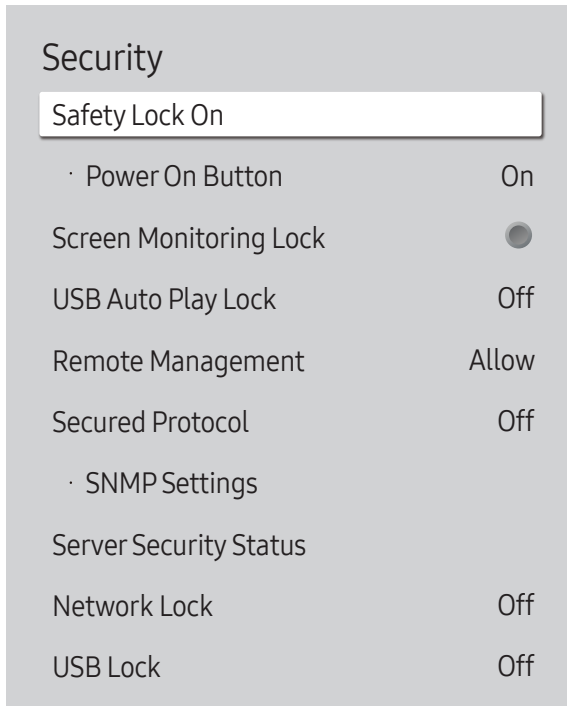 Security
Safety Lock On
· Power On Button On
Screen Monitoring Lock
USB Auto Play Lock Off
Remote Management Allow
Secured Protocol Off
· SNMP Settings
Server Security Status
Network Lock Off
USB Lock Off